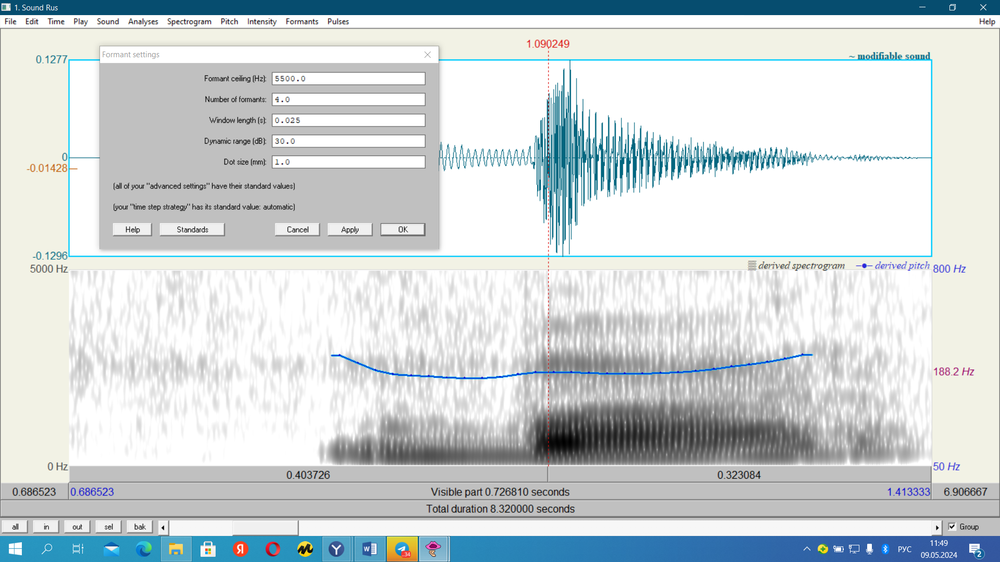 1. Sound Rus
File Edit Time Play Sound Analyses Spectrogram Pitch Intensity Formants Pulses Help
1.090249
~ modifiable sound
0.1277
0
-0.01428
-0.1296
Formant settings
Formant ceiling (Hz): 5500.0
Number of formants: 4.0
Window length (s): 0.025
Dynamic range (dB): 30.0
Dot size (mm): 1.0
(all of your "advanced settings" have their standard values)
(your "time step strategy" has its standard value: automatic)
Help Standards Cancel Apply OK
5000 Hz derived spectrogram derived pitch 800 Hz
188.2 Hz
0 Hz 50 Hz
0.403726 0.323084
0.686523 0.686523 Visible part 0.726810 seconds 1.413333 6.906667
Total duration 8.320000 seconds
all in out sel bak Group
Я Y W ..34 РУС 11:49
09.05.2024 2